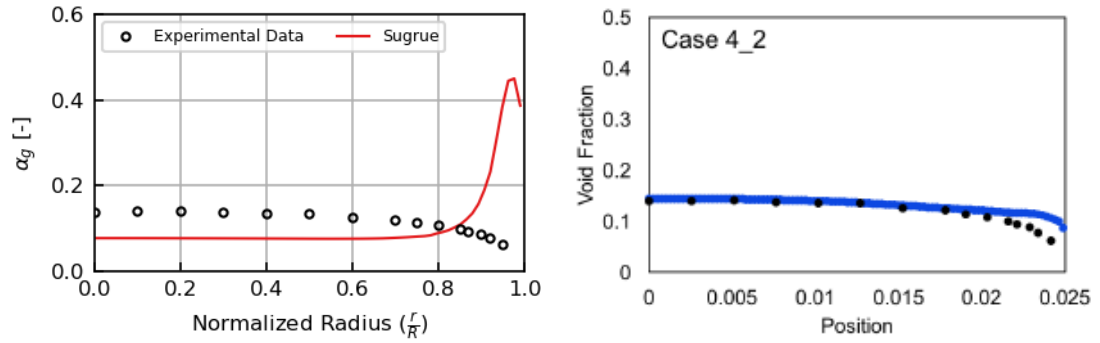 0.6
0.4
0.2
0.0
α_g [-]
Experimental Data
Sugrue
0.0 0.2 0.4 0.6 0.8 1.0
Normalized Radius (r/R)
Case 4_2
0.5
0.4
0.3
0.2
0.1
0
Void Fraction
0 0.005 0.01 0.015 0.02 0.025
Position